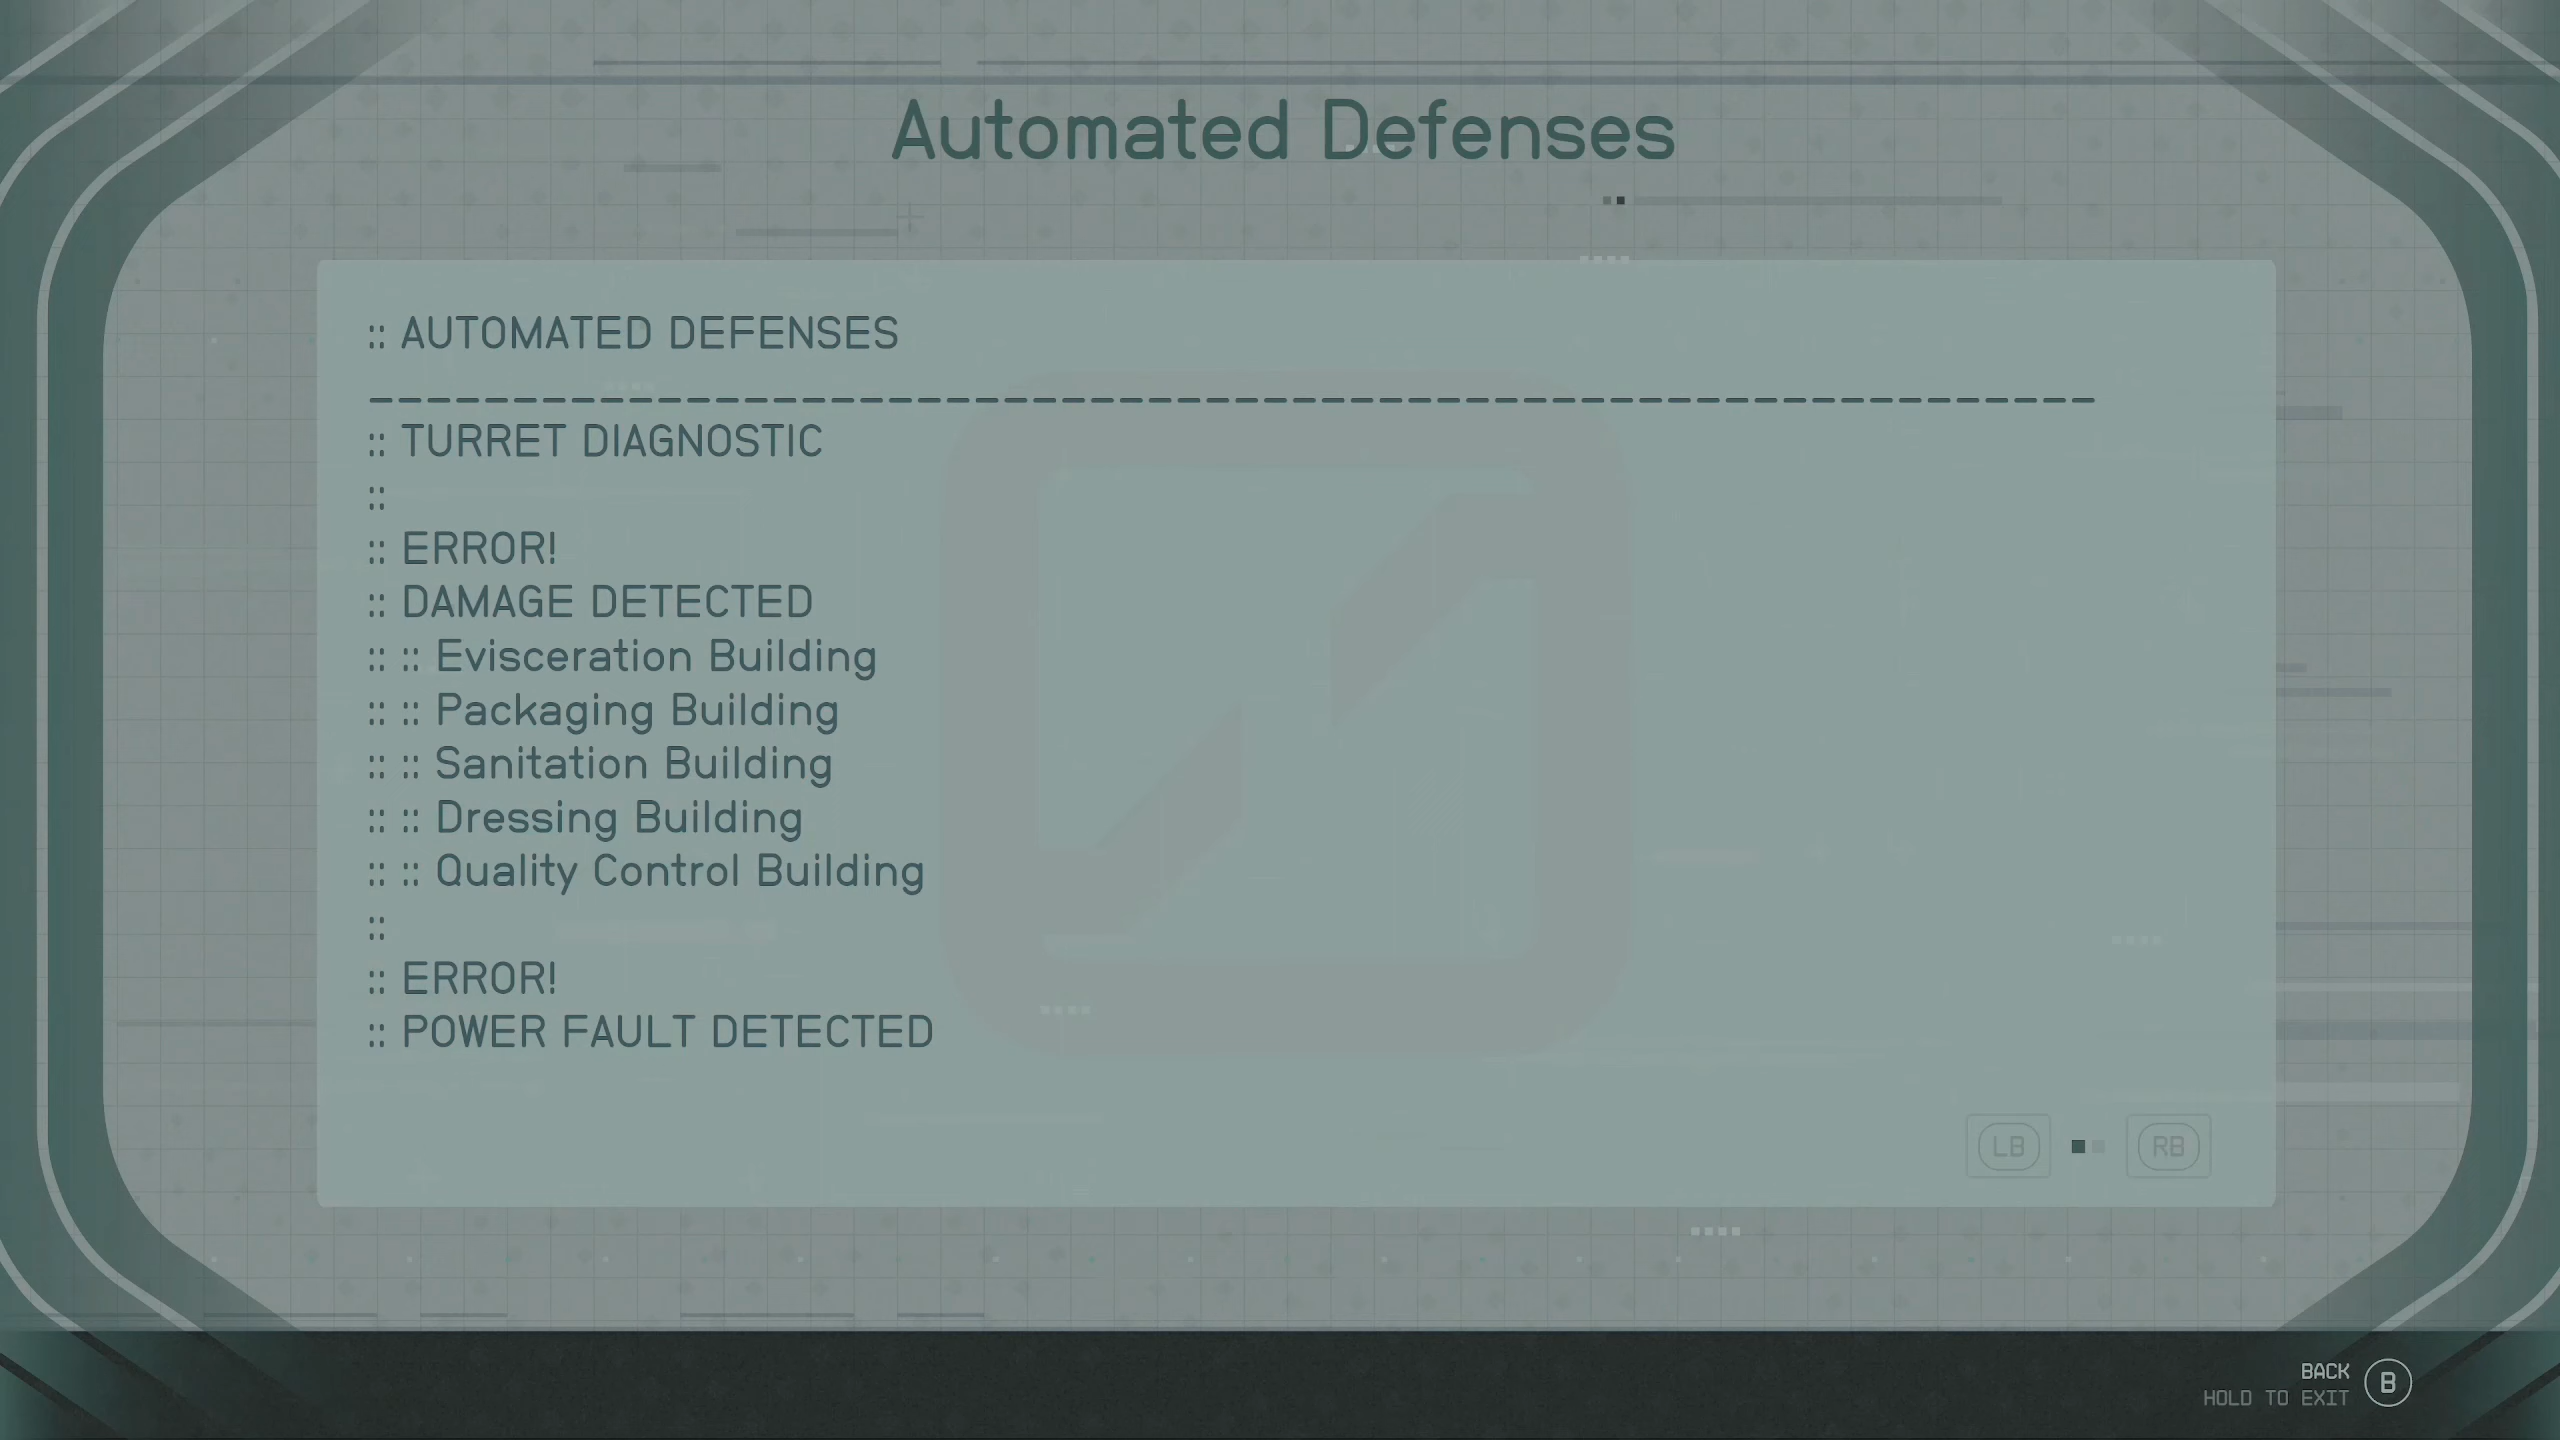 Automated Defenses
:: AUTOMATED DEFENSES
------------------------------------------------------------
:: TURRET DIAGNOSTIC
::
:: ERROR!
:: DAMAGE DETECTED
:: :: Evisceration Building
:: :: Packaging Building
:: :: Sanitation Building
:: :: Dressing Building
:: :: Quality Control Building
::
:: ERROR!
:: POWER FAULT DETECTED
LB RB
BACK B
HOLD TO EXIT